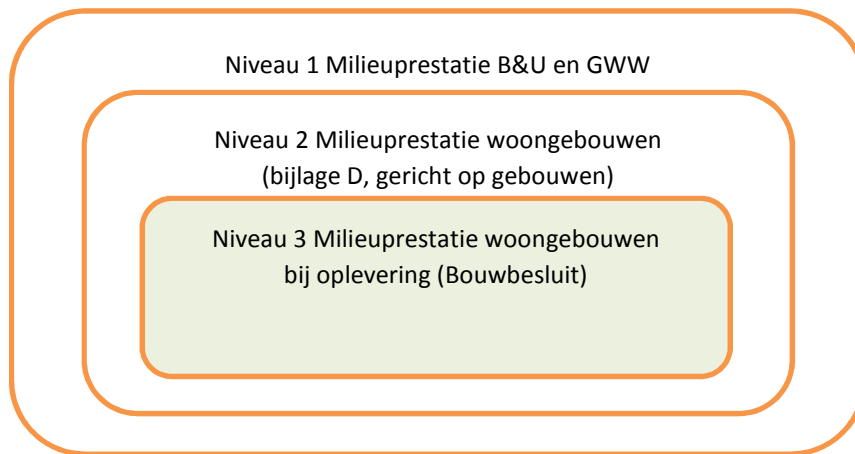 Niveau 1 Milieuprestatie B&U en GWW
Niveau 2 Milieuprestatie woongebouwen
(bijlage D, gericht op gebouwen)
Niveau 3 Milieuprestatie woongebouwen
bij oplevering (Bouwbesluit)